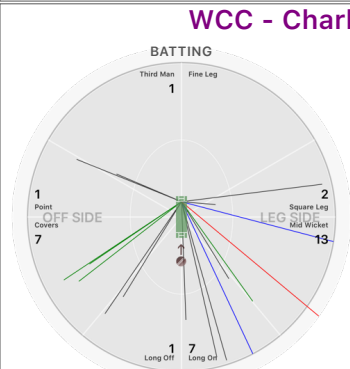 WCC - Charl
BATTING
Third Man Fine Leg
1
1 2
Point Square Leg
OFF SIDE LEG SIDE
Covers Mid Wicket
7 13
1 7
Long Off Long On